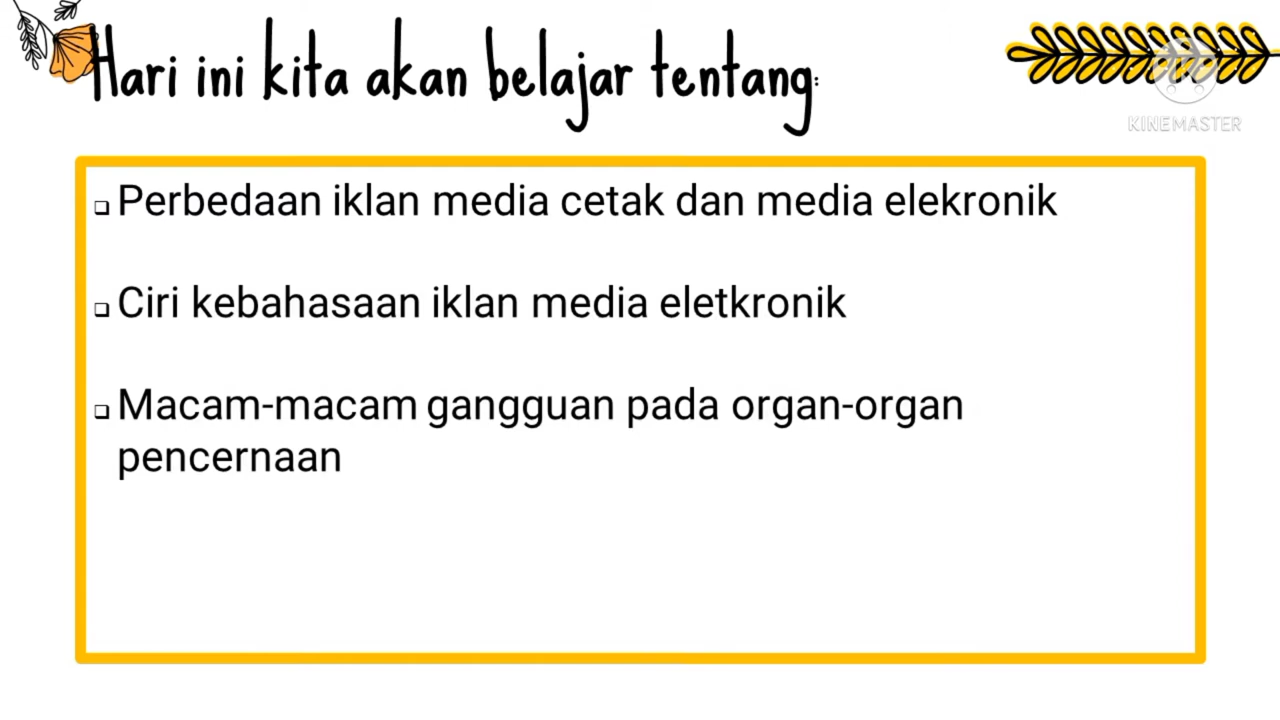 Hari ini kita akan belajar tentang:
KINEMASTER
Perbedaan iklan media cetak dan media elekronik
Ciri kebahasaan iklan media eletkronik
Macam-macam gangguan pada organ-organ
pencernaan